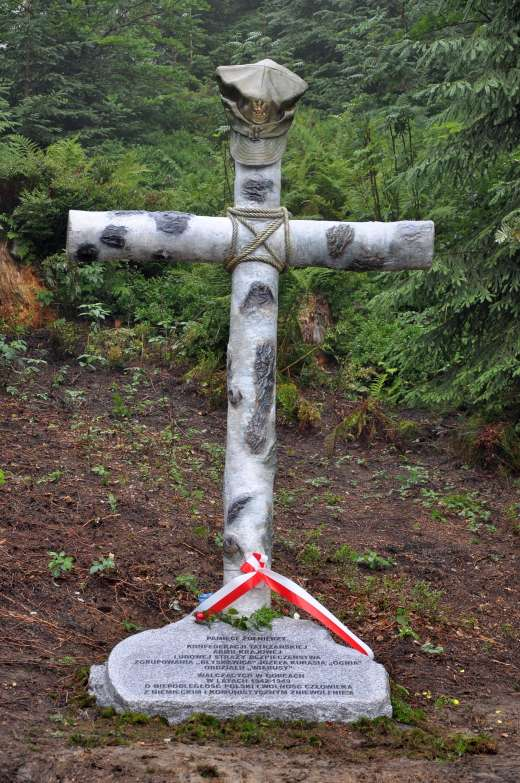 PAMIĘCI ŻOŁNIERZY
KONFEDERACJI TATRZAŃSKIEJ
ARMII KRAJOWEJ
LUDOWEJ STRAŻY BEZPIECZEŃSTWA
ZGRUPOWANIA „BŁYSKAWICA” JÓZEFA KURASIA „OGNIA”
ODDZIAŁU „WIARUSY”
WALCZĄCYCH W GORCACH
W LATACH 1942-1949
O NIEPODLEGŁOŚĆ POLSKI I WOLNOŚĆ CZŁOWIEKA
Z NIEMIECKIM I KOMUNISTYCZNYM ZNIEWOLENIEM